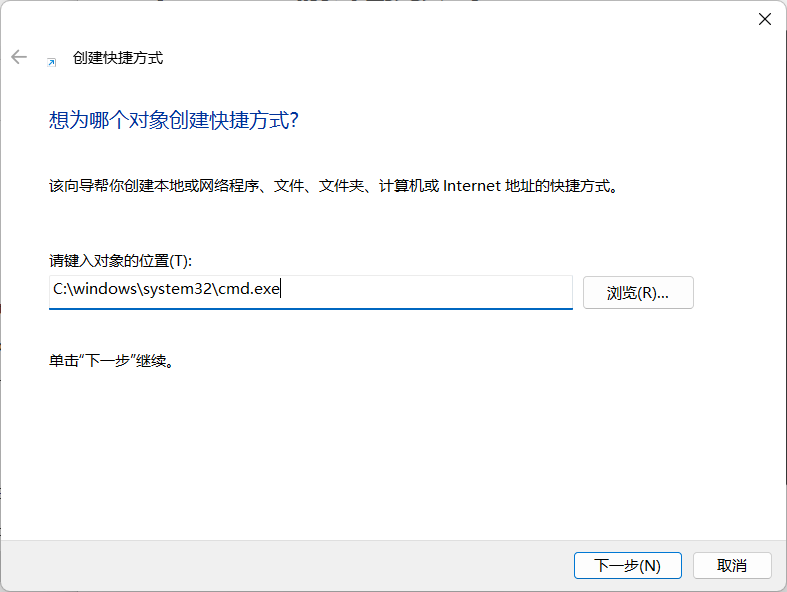 创建快捷方式
想为哪个对象创建快捷方式?
该向导帮你创建本地或网络程序、文件、文件夹、计算机或 Internet 地址的快捷方式。
请键入对象的位置(T):
C:\windows\system32\cmd.exe
浏览(R)...
单击“下一步”继续。
下一步(N)
取消